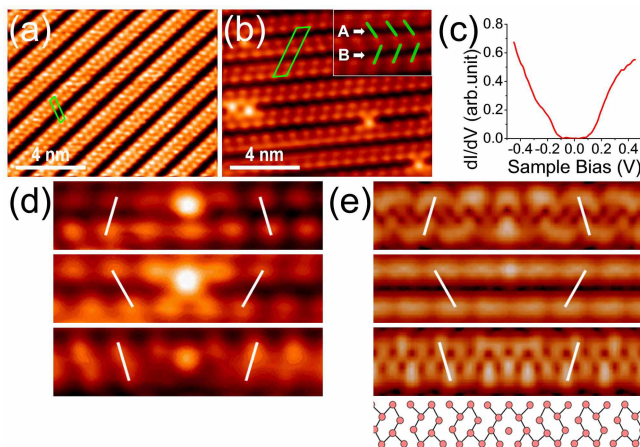 (a)
4 nm
(b)
A
B
4 nm
(c)
dI/dV (arb.unit)
0.8
0.6
0.4
0.2
0.0
-0.4 -0.2 0.0 0.2 0.4
Sample Bias (V)
(d)
(e)